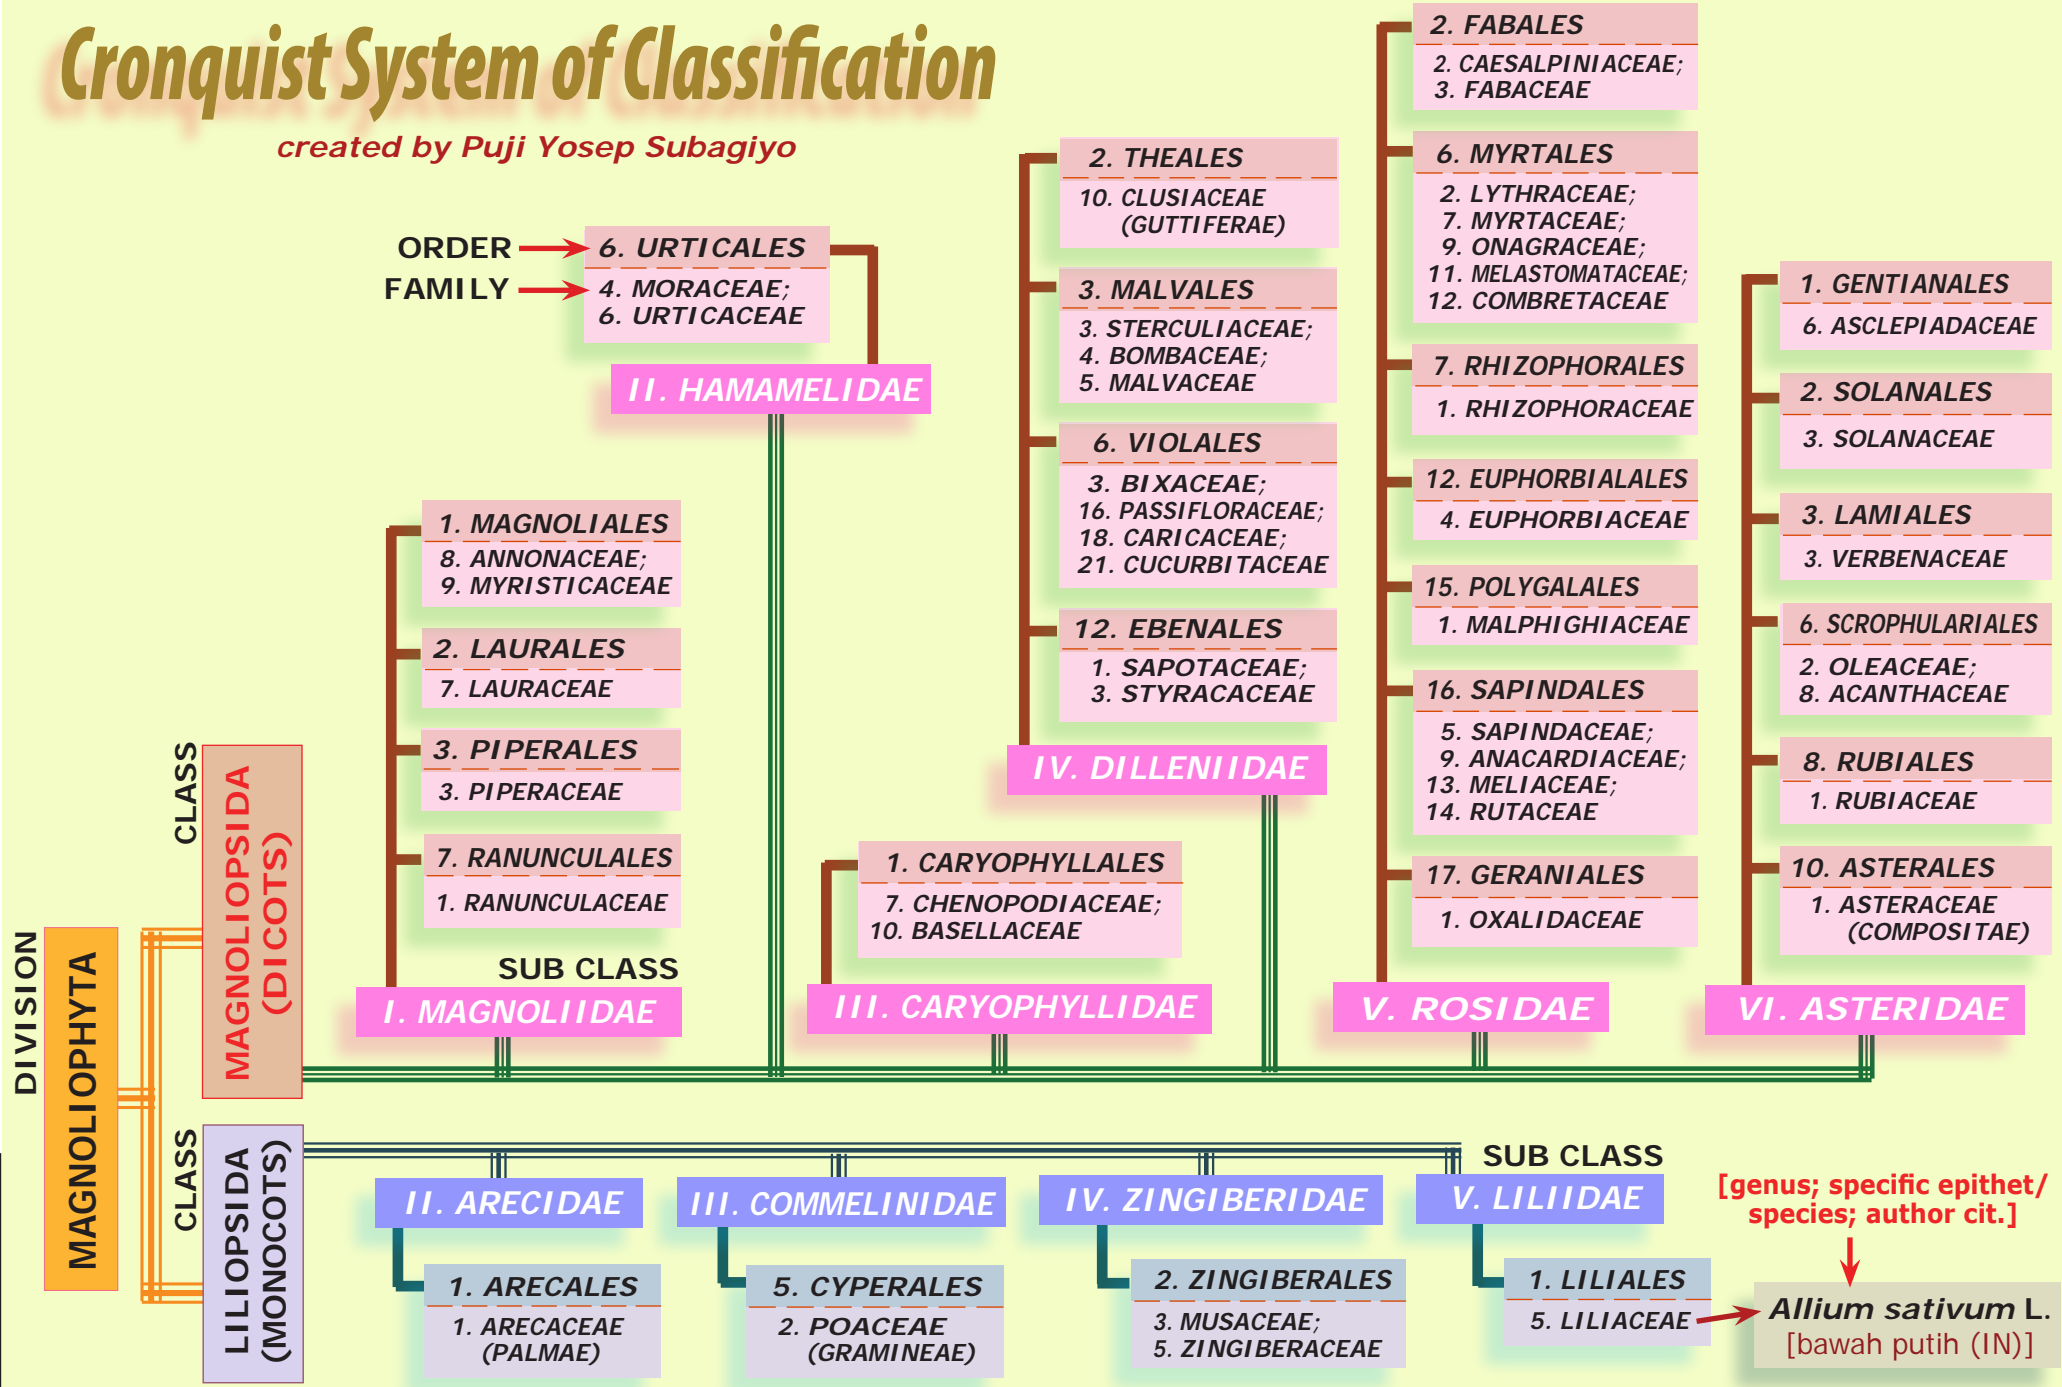 Cronquist System of Classification
created by Puji Yosep Subagiyo
ORDER
FAMILY
6. URTICALES
4. MORACEAE;
6. URTICACEAE
II. HAMAMELIDAE
1. MAGNOLIALES
8. ANNONACEAE;
9. MYRISTICACEAE
2. LAURALES
7. LAURACEAE
3. PIPERALES
3. PIPERACEAE
7. RANUNCULALES
1. RANUNCULACEAE
SUB CLASS
I. MAGNOLIIDAE
1. CARYOPHYLLALES
7. CHENOPODIACEAE;
10. BASELLACEAE
III. CARYOPHYLLIDAE
2. THEALES
10. CLUSIACEAE
(GUTTIFERAE)
3. MALVALES
3. STERCULIACEAE;
4. BOMBACEAE;
5. MALVACEAE
6. VIOLALES
3. BIXACEAE;
16. PASSIFLORACEAE;
18. CARICACEAE;
21. CUCURBITACEAE
12. EBENALES
1. SAPOTACEAE;
3. STYRACACEAE
IV. DILLENIIDAE
2. FABALES
2. CAESALPINIACEAE;
3. FABACEAE
6. MYRTALES
2. LYTHRACEAE;
7. MYRTACEAE;
9. ONAGRACEAE;
11. MELASTOMATACEAE;
12. COMBRETACEAE
7. RHIZOPHORALES
1. RHIZOPHORACEAE
12. EUPHORBIALALES
4. EUPHORBIACEAE
15. POLYGALALES
1. MALPHIGHIACEAE
16. SAPINDALES
5. SAPINDACEAE;
9. ANACARDIACEAE;
13. MELIACEAE;
14. RUTACEAE
17. GERANIALES
1. OXALIDACEAE
V. ROSIDAE
1. GENTIANALES
6. ASCLEPIADACEAE
2. SOLANALES
3. SOLANACEAE
3. LAMIALES
3. VERBENACEAE
6. SCROPHULARIALES
2. OLEACEAE;
8. ACANTHACEAE
8. RUBIALES
1. RUBIACEAE
10. ASTERALES
1. ASTERACEAE
(COMPOSITAE)
VI. ASTERIDAE
DIVISION
MAGNOLIOPHYTA
CLASS
MAGNOLIOPSIDA
(DICOTS)
CLASS
LILIOPSIDA
(MONOCOTS)
SUB CLASS
II. ARECIDAE
1. ARECALES
1. ARECACEAE
(PALMAE)
III. COMMELINIDAE
5. CYPERALES
2. POACEAE
(GRAMINEAE)
IV. ZINGIBERIDAE
2. ZINGIBERALES
3. MUSACEAE;
5. ZINGIBERACEAE
V. LILIIDAE
1. LILIALES
5. LILIACEAE
[genus; specific epithet/
species; author cit.]
Allium sativum L.
[bawah putih (IN)]